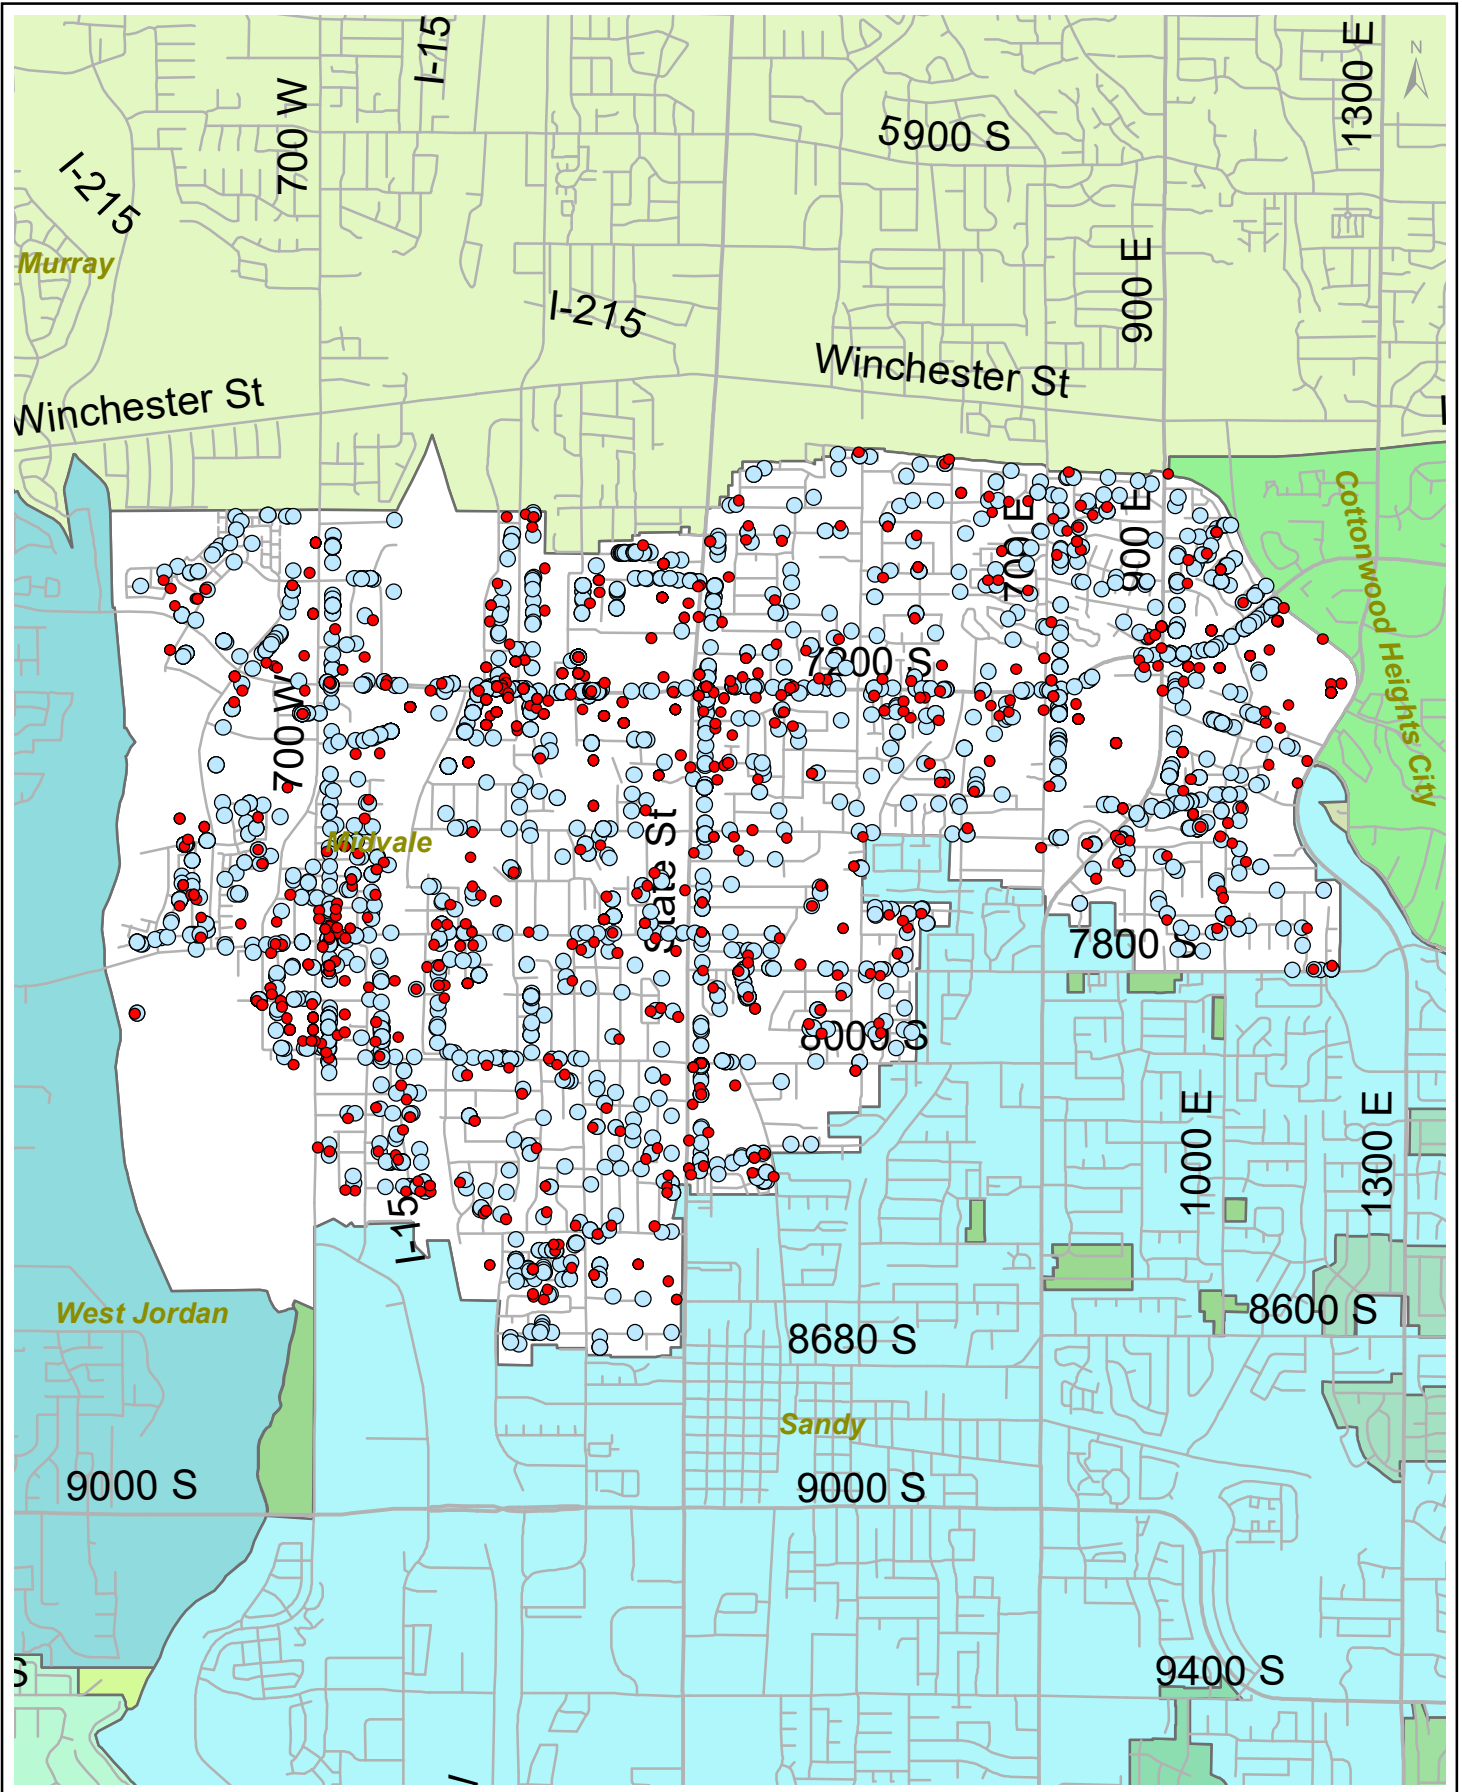 I-15
1300 E
N
700 W
5900 S
I-215
Murray
900 E
I-215
Winchester St
Winchester St
Cottonwood Heights City
700 E
900 E
7200 S
700 W
Midvale
State St
7800 S
8000 S
1000 E
1300 E
I-15
West Jordan
8600 S
8680 S
Sandy
9000 S
9000 S
S
9400 S